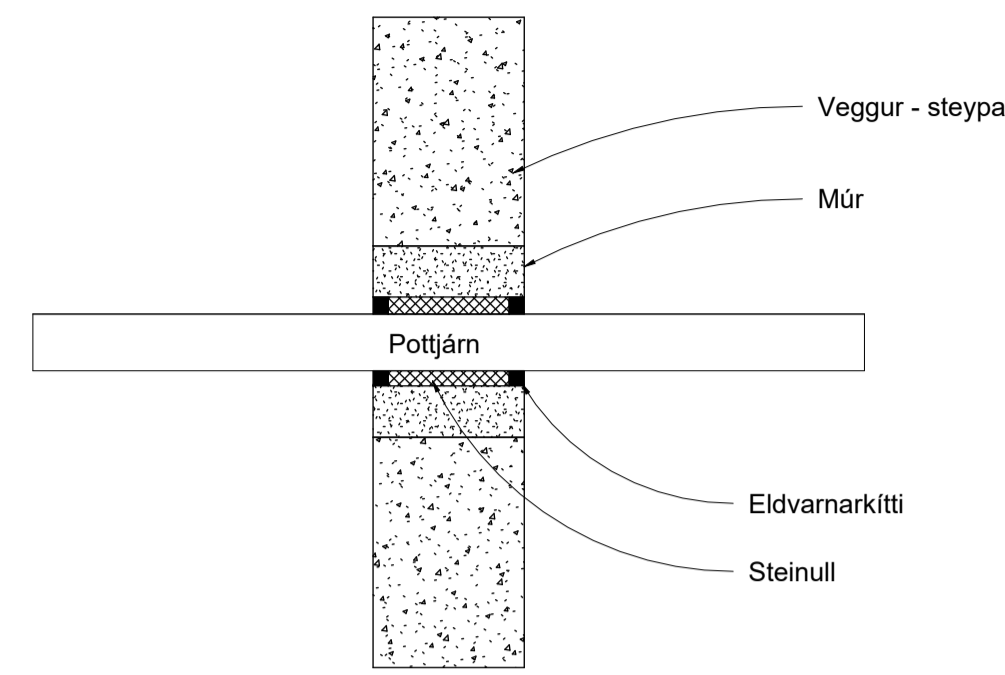 Veggur - steypa
Múr
Pottjárn
Eldvarnarkítti
Steinull